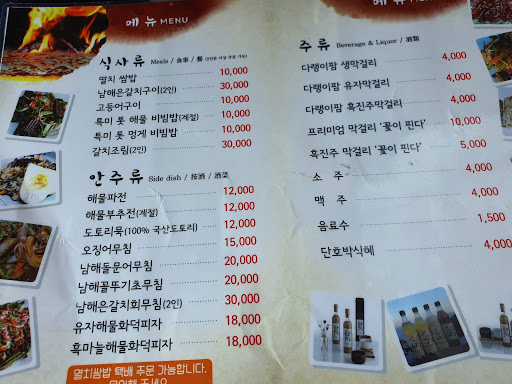 메 뉴 MENU
식사류 Meals / 食事 / 餐
멸치 쌈밥 10,000
남해은갈치구이(2인) 30,000
고등어구이 10,000
특미 톳 해물 비빔밥(계절) 10,000
특미 톳 멍게 비빔밥 10,000
갈치조림(2인) 30,000
안주류 Side dish / 按酒 / 酒菜
해물파전 12,000
해물부추전(계절) 12,000
도토리묵(100% 국산도토리) 12,000
오징어무침 15,000
남해돌문어무침 20,000
남해꿀뚜기초무침 20,000
남해은갈치회무침(2인) 30,000
유자해물화덕피자 18,000
흑마늘해물화덕피자 18,000
멸치쌈밥 택배 주문 가능합니다.
문의해 주세요
메 뉴 MENU
주류 Beverage & Liquor / 酒類
다랭이팜 생막걸리 4,000
다랭이팜 유자막걸리 4,000
다랭이팜 흑진주막걸리 4,000
프리미엄 막걸리 '꽃이 핀다' 4,000
흑진주 막걸리 '꽃이 핀다' 5,000
소 주 4,000
맥 주 4,000
음료수 1,500
단호박식혜 4,000